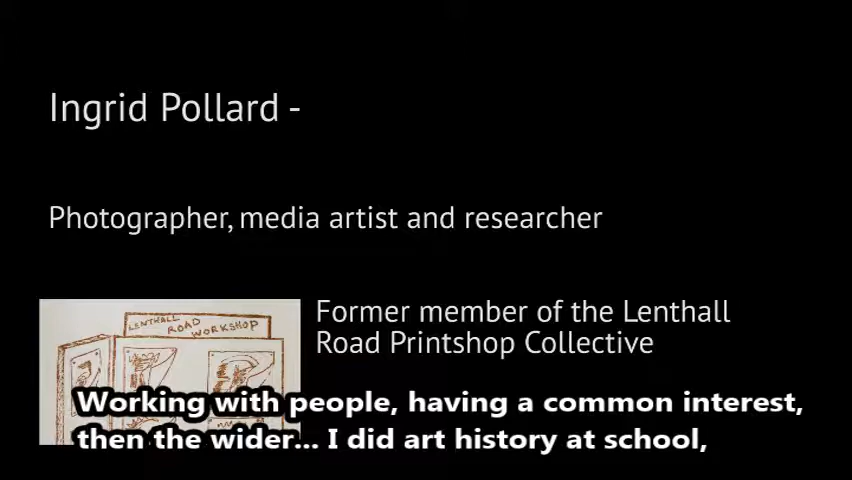 Ingrid Pollard -
Photographer, media artist and researcher
LENTHALL
ROAD
WORKSHOP
Former member of the Lenthall
Road Printshop Collective
Working with people, having a common interest,
then the wider... I did art history at school,